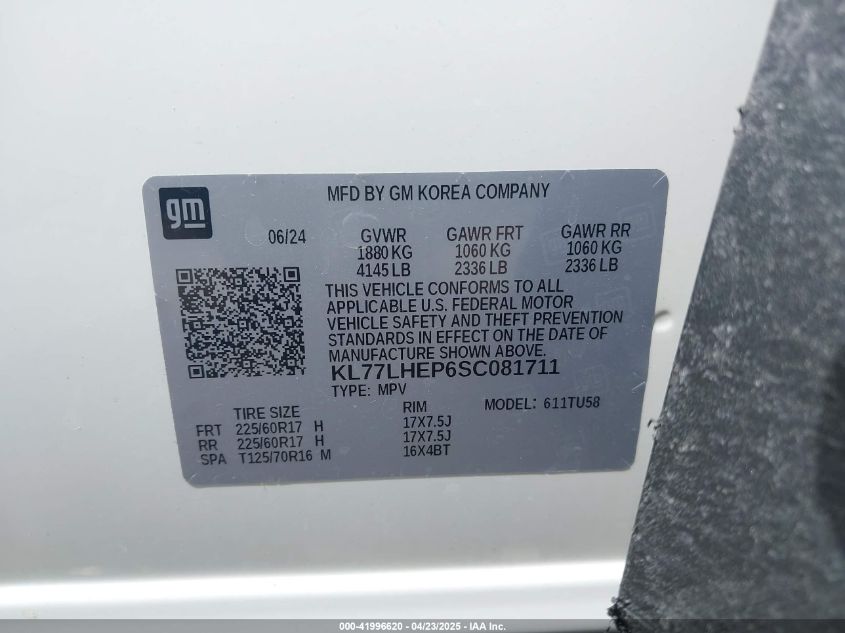 gm
MFD BY GM KOREA COMPANY
06/24 GVWR GAWR FRT GAWR RR
1880 KG 1060 KG 1060 KG
4145 LB 2336 LB 2336 LB
THIS VEHICLE CONFORMS TO ALL
APPLICABLE U.S. FEDERAL MOTOR
VEHICLE SAFETY AND THEFT PREVENTION
STANDARDS IN EFFECT ON THE DATE OF
MANUFACTURE SHOWN ABOVE.
KL77LHEP6SC081711
TYPE: MPV MODEL: 611TU58
TIRE SIZE RIM
FRT 225/60R17 H 17X7.5J
RR 225/60R17 H 17X7.5J
SPA T125/70R16 M 16X4BT
000-41996620 - 04/23/2025 - IAA Inc.